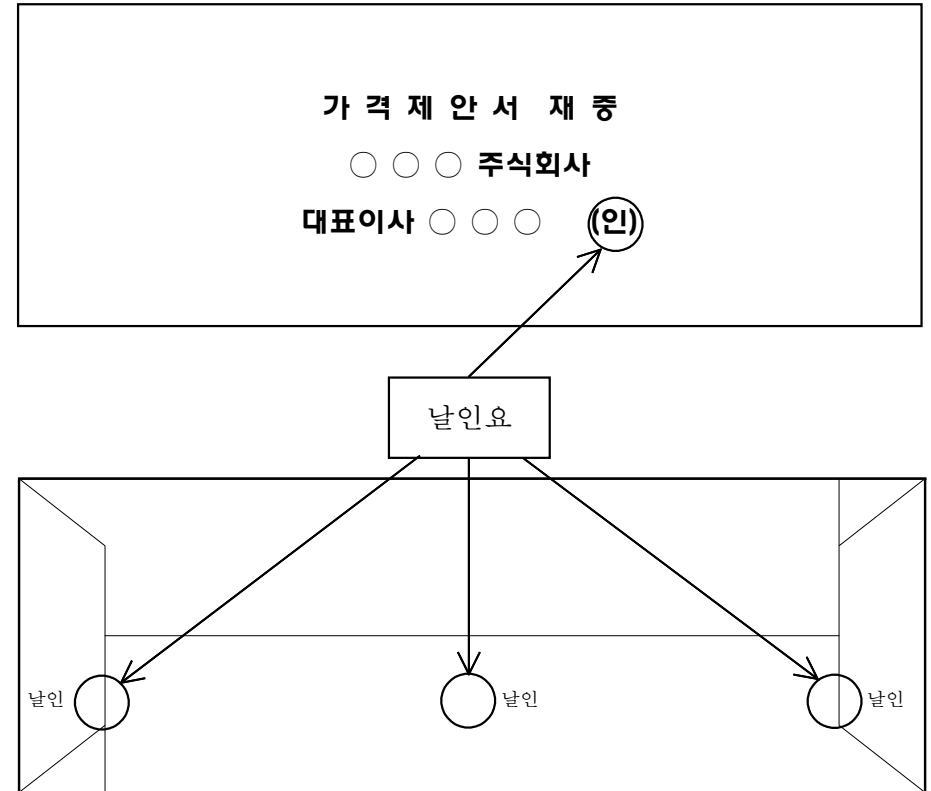 가 격 제 안 서 재 중
○ ○ ○ 주식회사
대표이사 ○ ○ ○ (인)
날인요
날인
날인
날인